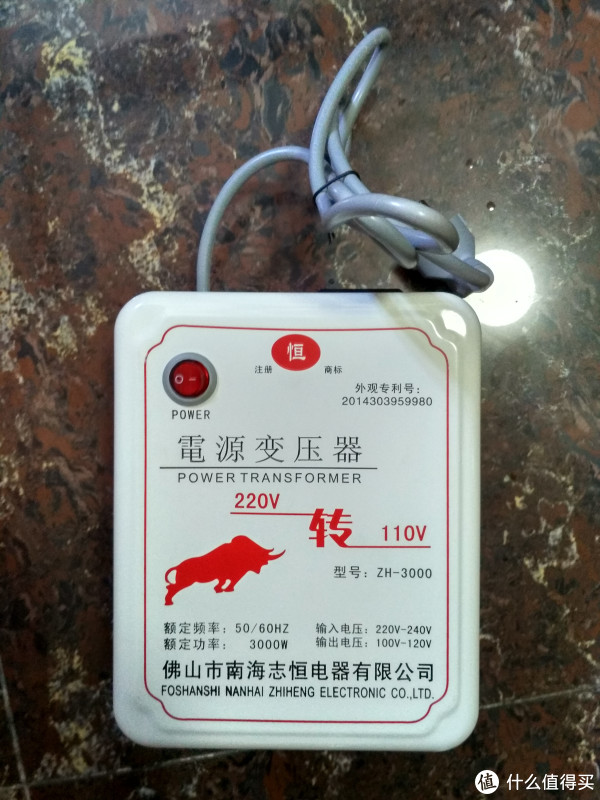 恒
注册 商标
外观专利号:
2014303959980
POWER
電源变压器
POWER TRANSFORMER
220V 转 110V
型号: ZH-3000
额定频率: 50/60HZ 输入电压: 220V-240V
额定功率: 3000W 输出电压: 100V-120V
佛山市南海志恒电器有限公司
FOSHANSHI NANHAI ZHIHENG ELECTRONIC CO.,LTD.
值 什么值得买